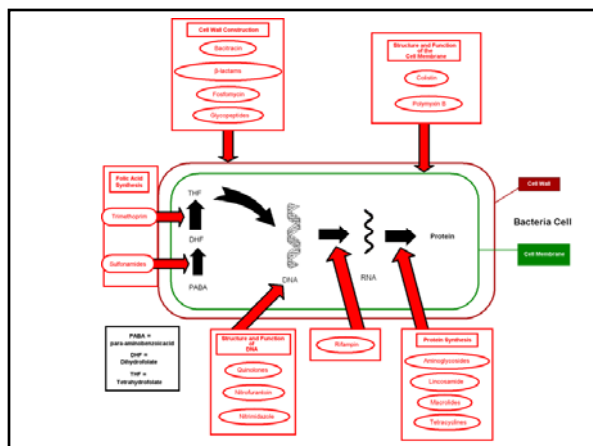 Cell Wall Construction
Bacitracin
β-lactams
Fosfomycin
Glycopeptides
Structure and Function
of the
Cell Membrane
Colistin
Polymyxin B
Folic Acid
Synthesis
Trimethoprim
Sulfonamides
THF
DHF
PABA
DNA
RNA
Protein
Cell Wall
Bacteria Cell
Cell Membrane
PABA =
para-aminobenzoicacid
DHF =
Dihydrofolate
THF =
Tetrahydrofolate
Structure and Function
of
DNA
Quinolones
Nitrofurantoin
Nitrimidazole
Rifampin
Protein Synthesis
Aminoglycosides
Lincosamide
Macrolides
Tetracyclines